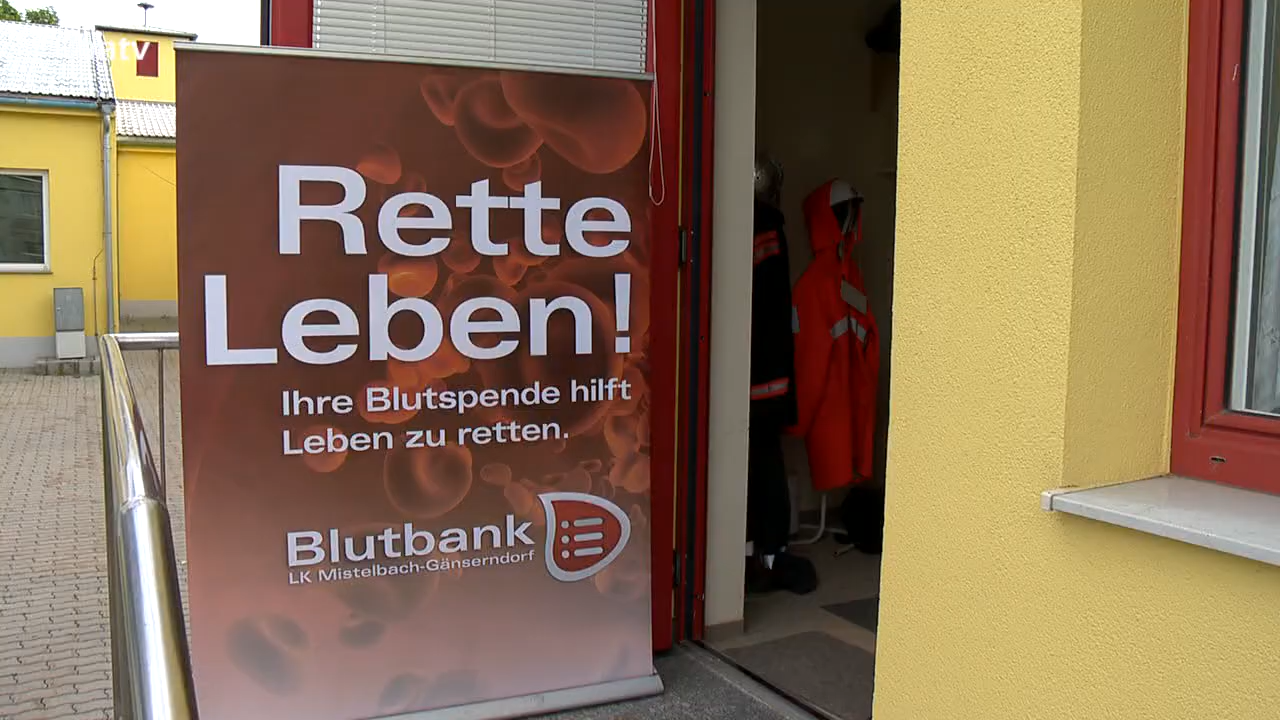 Rette
Leben!
Ihre Blutspende hilft
Leben zu retten.
Blutbank
LK Mistelbach-Gänserndorf